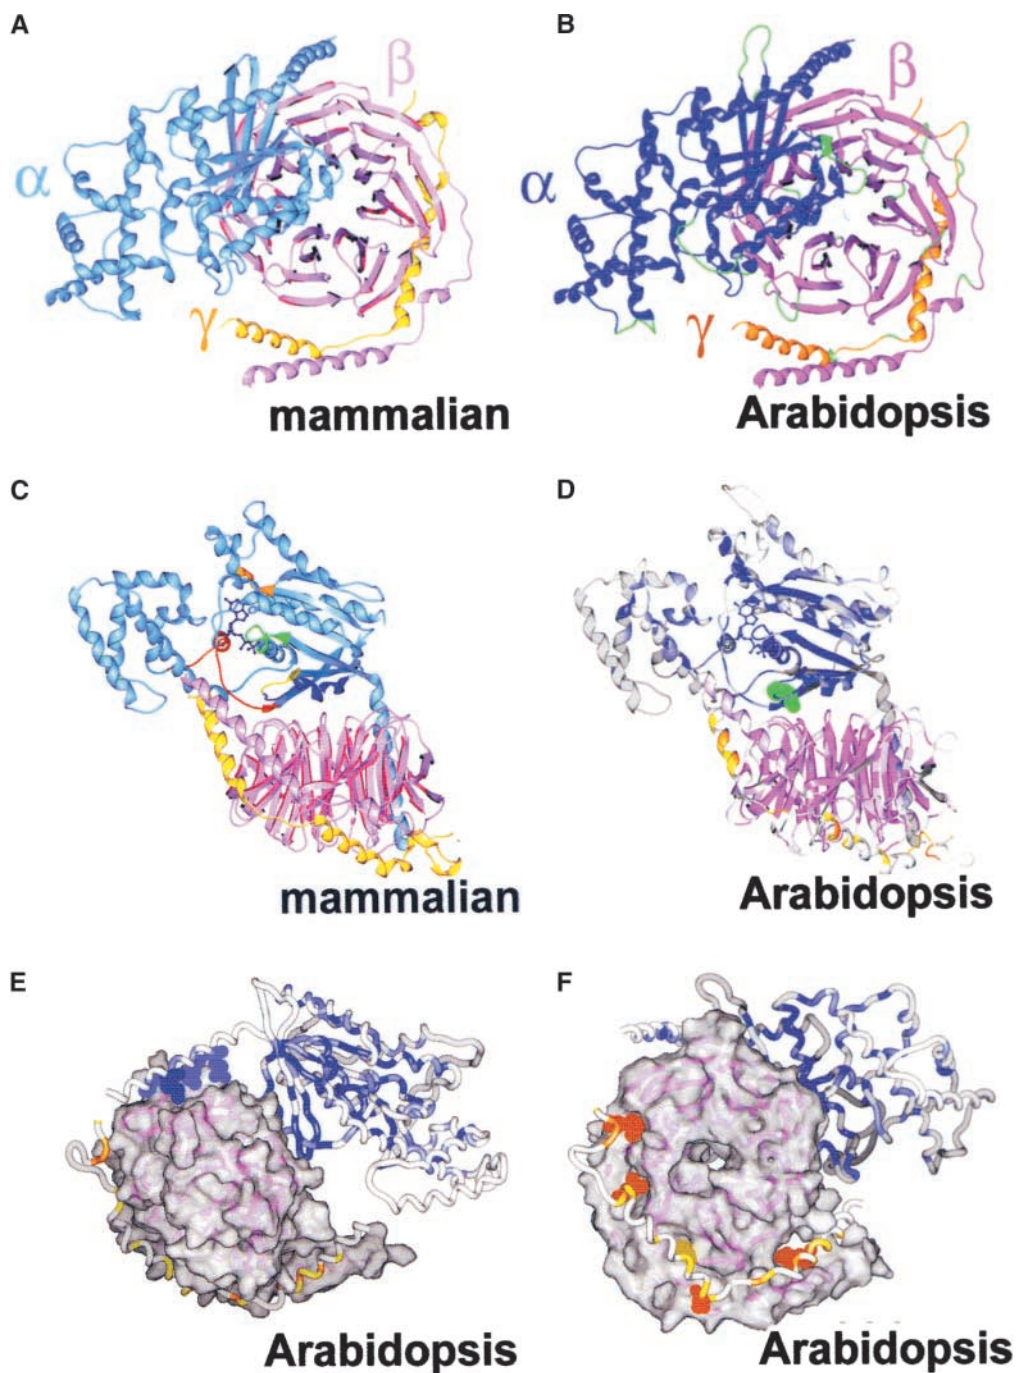 A
B
β
β
α
α
γ
γ
mammalian
Arabidopsis
C
D
mammalian
Arabidopsis
E
F
Arabidopsis
Arabidopsis